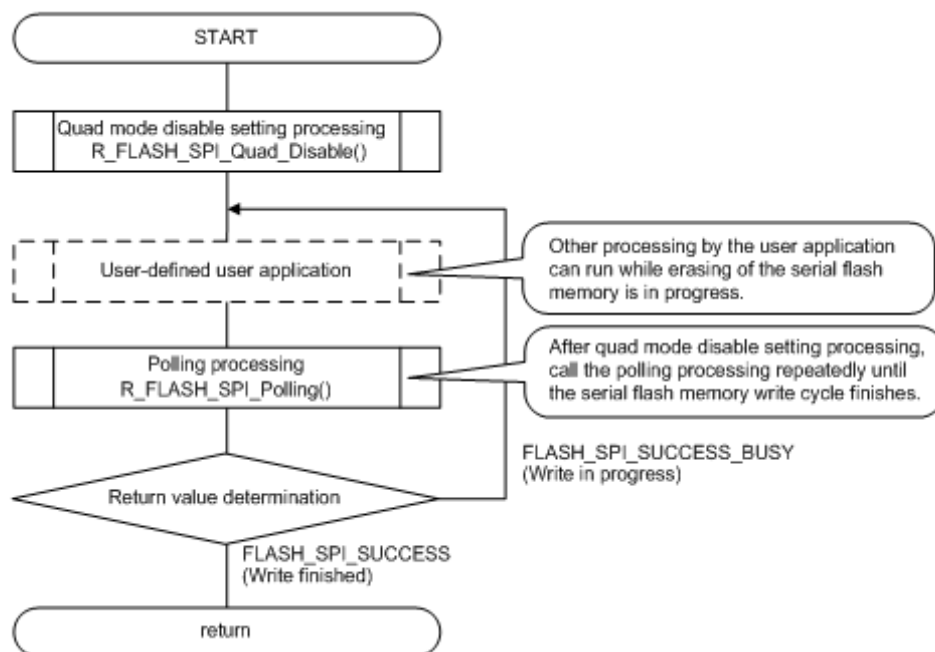 START
Quad mode disable setting processing
R_FLASH_SPI_Quad_Disable()
User-defined user application
Other processing by the user application
can run while erasing of the serial flash
memory is in progress.
Polling processing
R_FLASH_SPI_Polling()
After quad mode disable setting processing,
call the polling processing repeatedly until
the serial flash memory write cycle finishes.
FLASH_SPI_SUCCESS_BUSY
(Write in progress)
Return value determination
FLASH_SPI_SUCCESS
(Write finished)
return